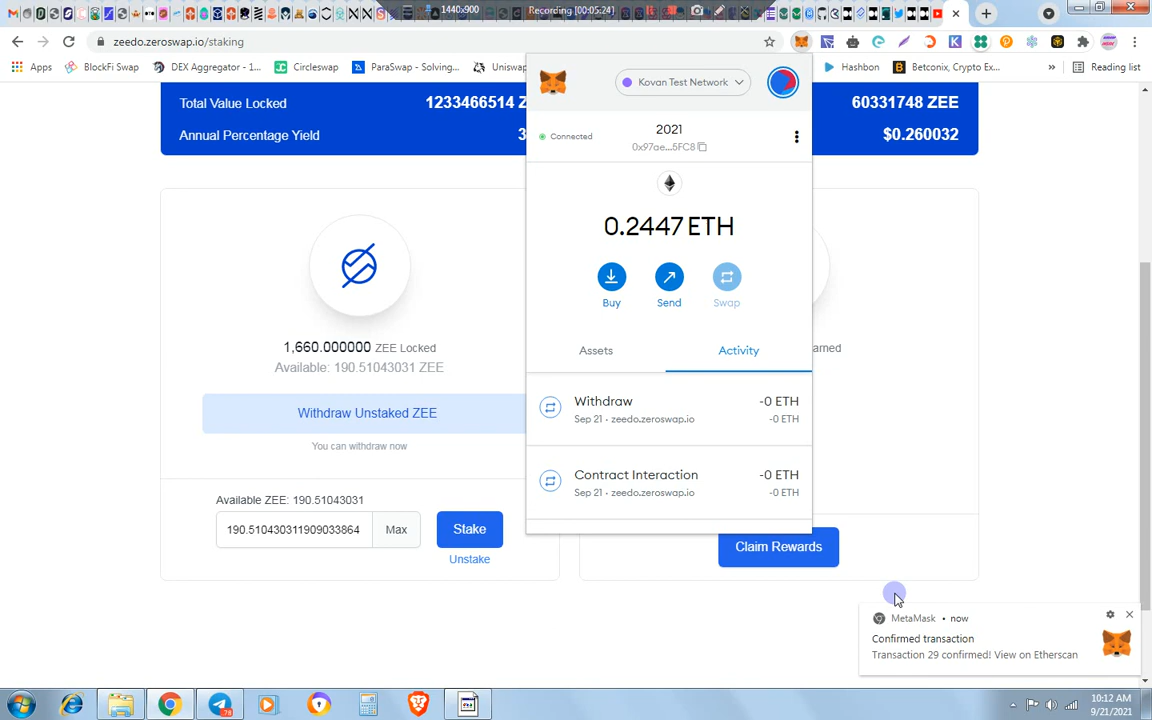 1440x900
Recording [00:05:24]
zeedo.zeroswap.io/staking
Apps
BlockFi Swap
DEX Aggregator - 1...
Circleswap
ParaSwap - Solving...
Uniswap
Hashbon
Betconix, Crypto Ex...
»
Reading list
Total Value Locked
1233466514 Z
60331748 ZEE
Annual Percentage Yield
3
$0.260032
Kovan Test Network
Connected
2021
0x97ae...5FC8
0.2447 ETH
Buy
Send
Swap
Assets
Activity
Withdraw
-0 ETH
Sep 21 · zeedo.zeroswap.io
-0 ETH
Contract Interaction
-0 ETH
Sep 21 · zeedo.zeroswap.io
-0 ETH
1,660.000000 ZEE Locked
Available: 190.51043031 ZEE
arned
Withdraw Unstaked ZEE
You can withdraw now
Available ZEE: 190.51043031
190.510430311909033864
Max
Stake
Unstake
Claim Rewards
MetaMask • now
Confirmed transaction
Transaction 29 confirmed! View on Etherscan
78
10:12 AM
9/21/2021